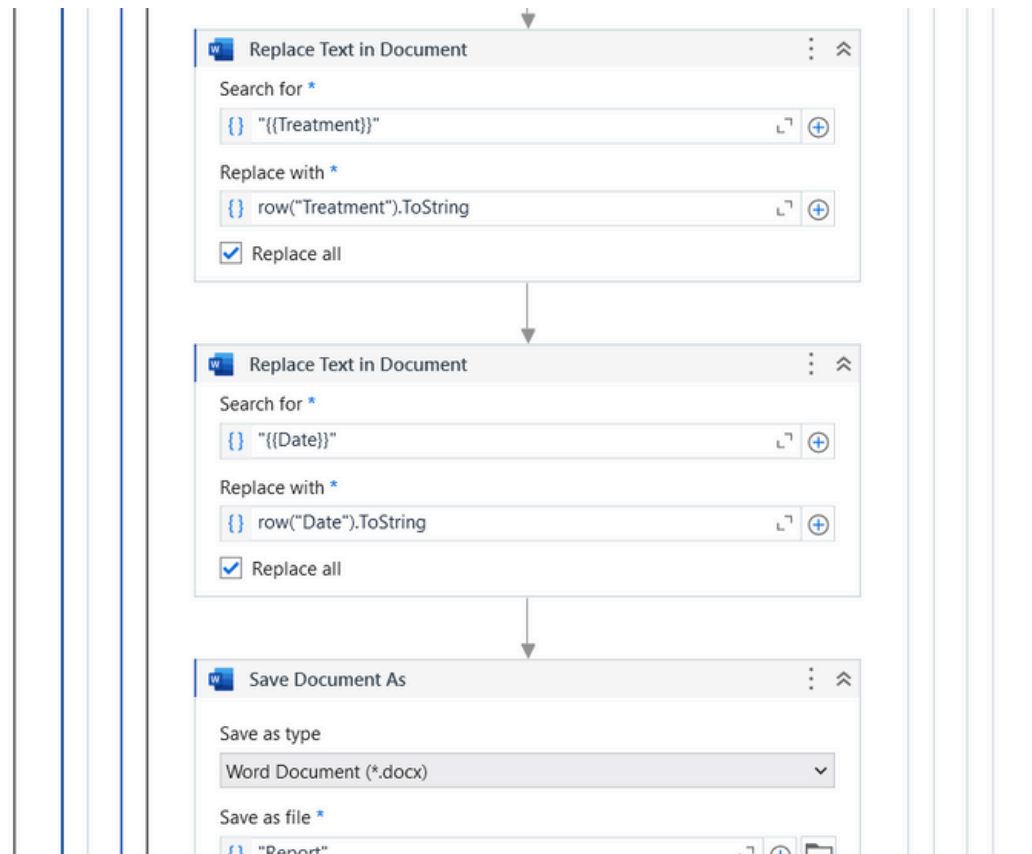 Replace Text in Document
Search for *
{} "{{Treatment}}"
Replace with *
{} row("Treatment").ToString
Replace all
Replace Text in Document
Search for *
{} "{{Date}}"
Replace with *
{} row("Date").ToString
Replace all
Save Document As
Save as type
Word Document (*.docx)
Save as file *
{} "Report"